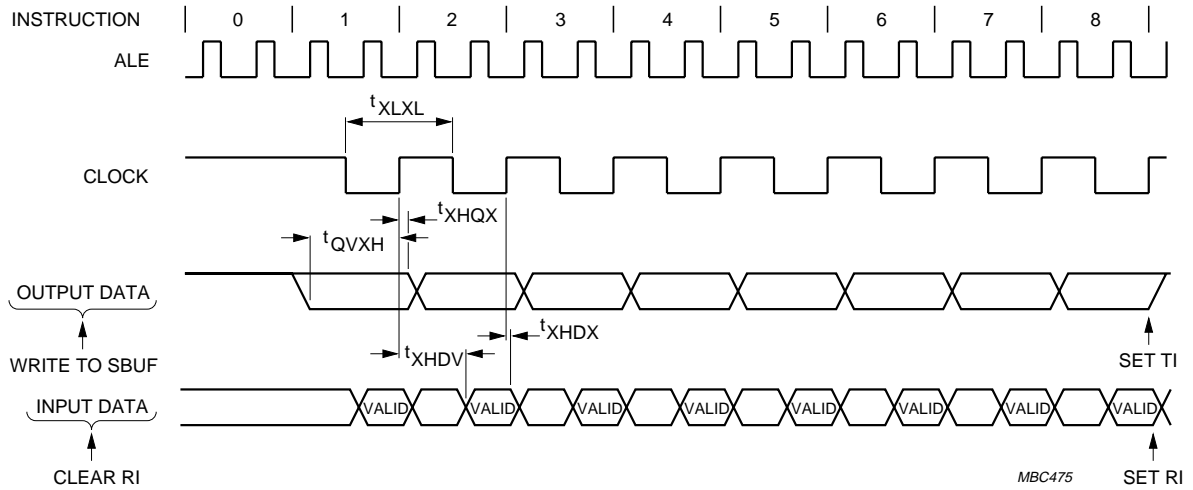 INSTRUCTION 0 1 2 3 4 5 6 7 8
ALE
tXLXL
CLOCK
tXHQX
tQVXH
OUTPUT DATA
tXHDX
WRITE TO SBUF
tXHDV
SET TI
INPUT DATA VALID VALID VALID VALID VALID VALID VALID VALID
CLEAR RI
MBC475
SET RI